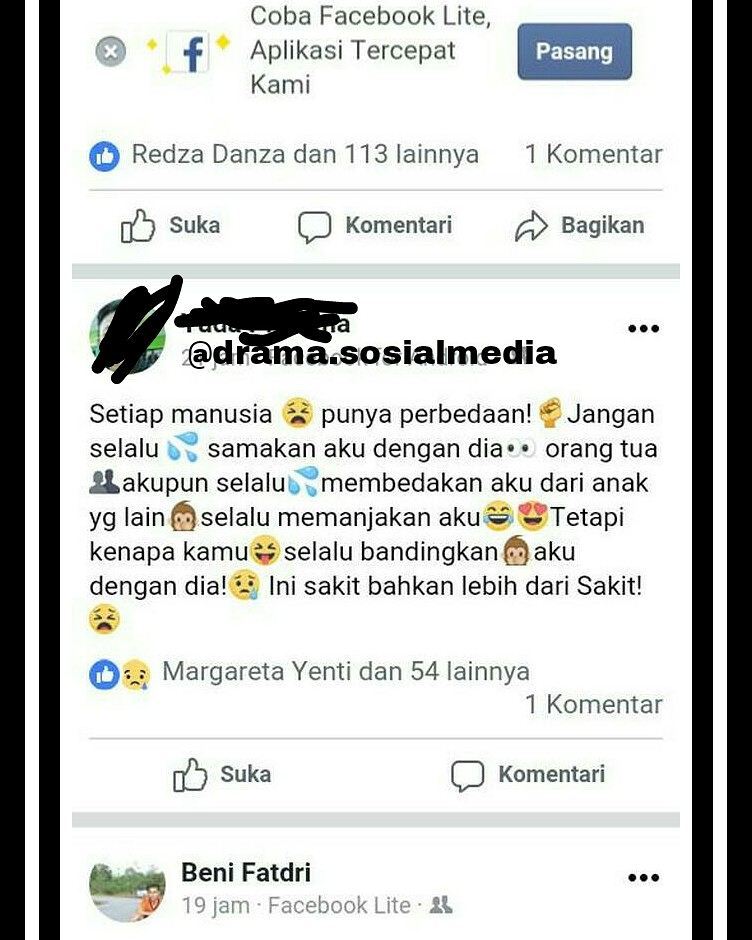 Coba Facebook Lite,
Aplikasi Tercepat
Kami
Pasang
Redza Danza dan 113 lainnya 1 Komentar
Suka Komentari Bagikan
@drama.sosialmedia
Setiap manusia 😫 punya perbedaan! ✊Jangan
selalu 💦 samakan aku dengan dia👀 orang tua
👥akupun selalu💦membedakan aku dari anak
yg lain🐵selalu memanjakan aku😂😍Tetapi
kenapa kamu😝selalu bandingkan🐵aku
dengan dia!😢 Ini sakit bahkan lebih dari Sakit!
😫
Margareta Yenti dan 54 lainnya
1 Komentar
Suka Komentari
Beni Fatdri
19 jam · Facebook Lite ·